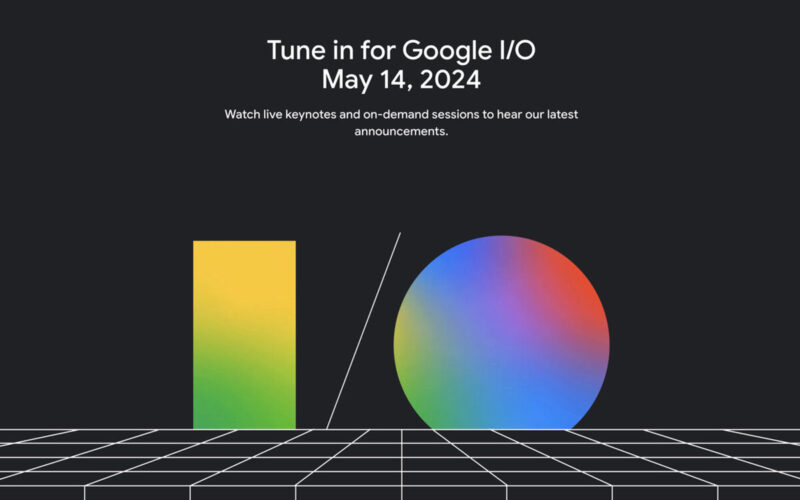 Tune in for Google I/O
May 14, 2024
Watch live keynotes and on-demand sessions to hear our latest
announcements.
I/O